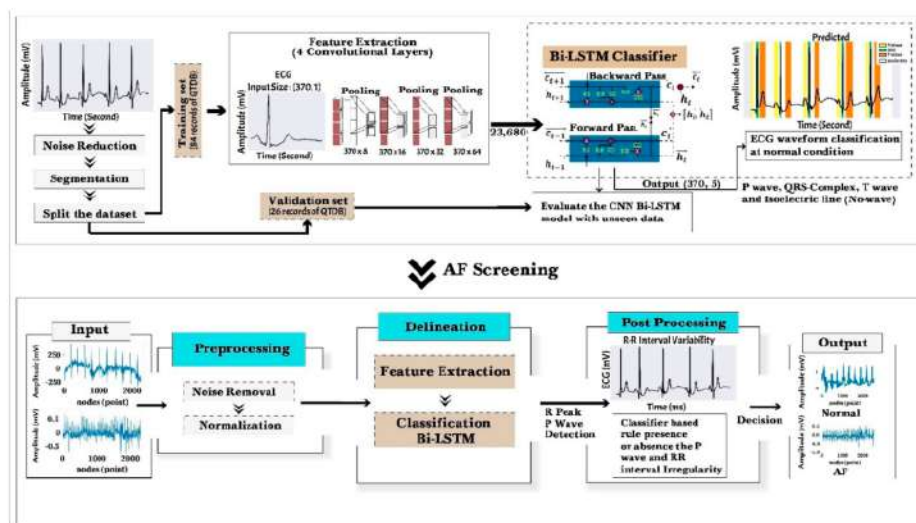 Feature Extraction
(4 Convolutional Layers)
Predicted
Amplitude (mV)
Time (Second)
Noise Reduction
Segmentation
Split the dataset
Training set
(84 records of QTDB)
ECG
Input Size: (370,1)
Amplitude (mV)
Time (Second)
Pooling
Pooling
Pooling
Pooling
370 x 8
370 x 16
370 x 32
370 x 64
23,680
Bi-LSTM Classifier
Backward Pass
Forward Pas
Output (370, 5)
Amplitude (mV)
Time (Second)
ECG waveform classification
at normal condition
P wave, QRS-Complex, T wave
and Isoelectric line (No-wave)
Validation set
(26 records of QTDB)
Evaluate the CNN Bi-LSTM
model with unseen data
AF Screening
Input
Amplitude (mV)
250
0
-250
0 1000 2000
nodes (point)
Amplitude (mV)
0.1
0.0
-0.5
0 1000 2000
nodes (point)
Preprocessing
Noise Removal
Normalization
Delineation
Feature Extraction
Classification
Bi-LSTM
R Peak
P Wave
Detection
Post Processing
R-R Interval Variability
ECG (mV)
Time (ms)
Classifier based
rule presence
or absence the P
wave and RR
interval Irregularity
Decision
Output
Amplitude (mV)
nodes (point)
Normal
Amplitude (mV)
nodes (point)
AF